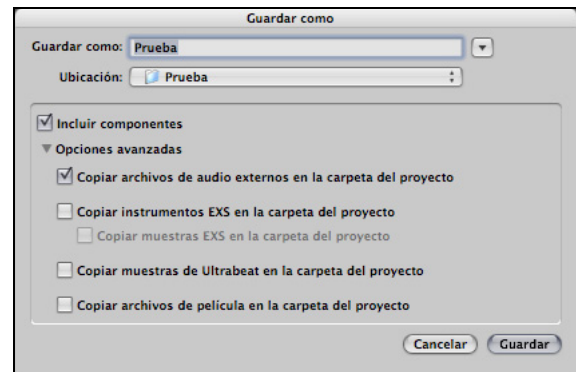 Guardar como
Guardar como: Prueba
Ubicación: Prueba
Incluir componentes
Opciones avanzadas
Copiar archivos de audio externos en la carpeta del proyecto
Copiar instrumentos EXS en la carpeta del proyecto
Copiar muestras EXS en la carpeta del proyecto
Copiar muestras de Ultrabeat en la carpeta del proyecto
Copiar archivos de película en la carpeta del proyecto
Cancelar Guardar